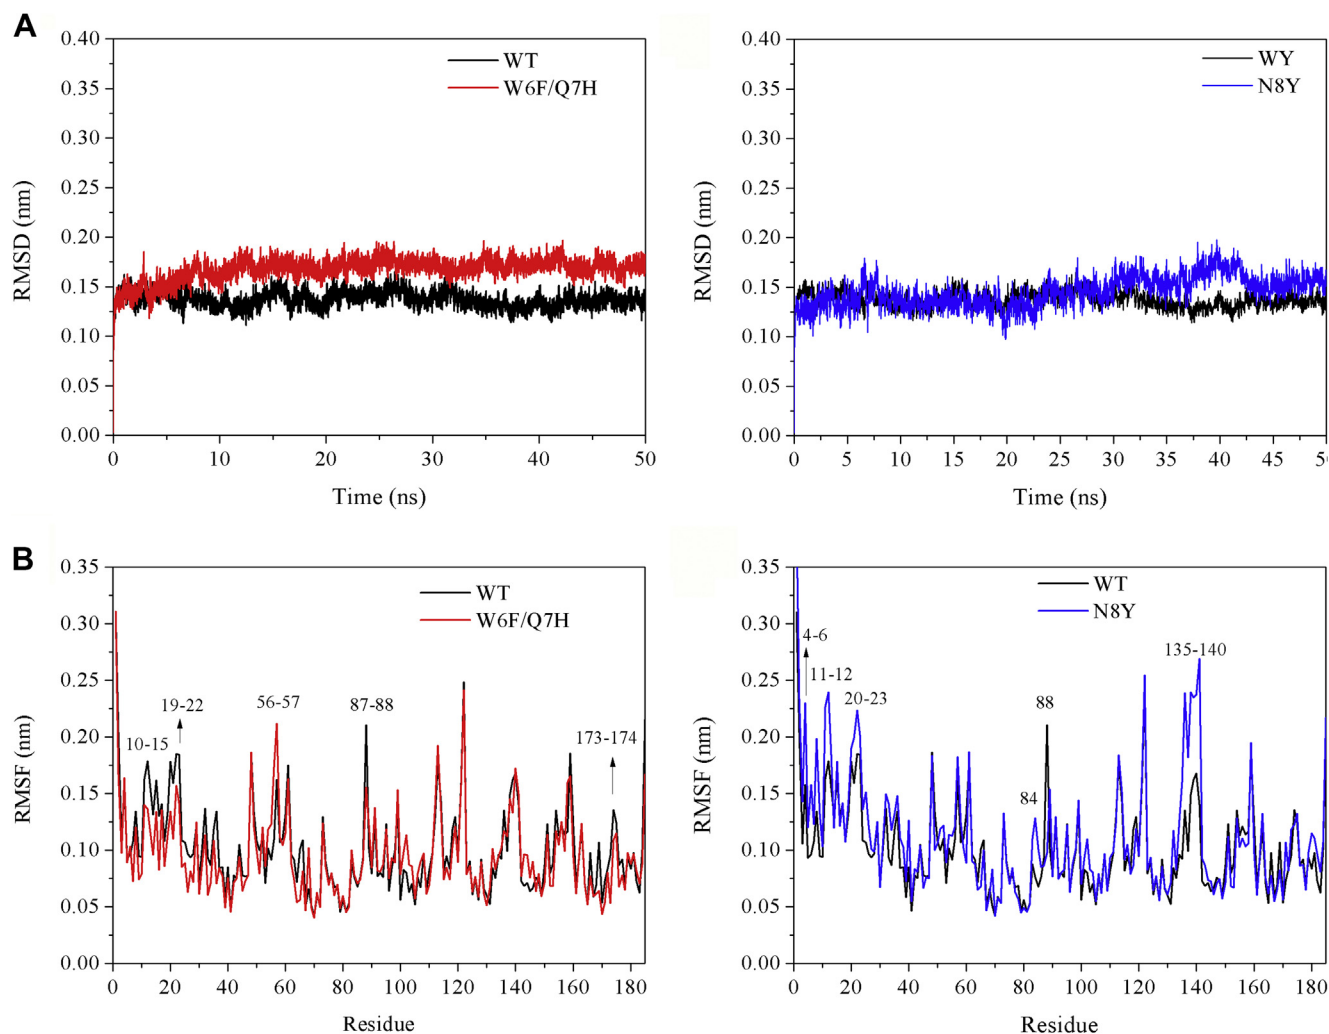 A
0.40
0.35
0.30
0.25
0.20
0.15
0.10
0.05
0.00
RMSD (nm)
WT
W6F/Q7H
0 10 20 30 40 50
Time (ns)
0.40
0.35
0.30
0.25
0.20
0.15
0.10
0.05
0.00
RMSD (nm)
WY
N8Y
0 5 10 15 20 25 30 35 40 45 50
Time (ns)
B
0.35
0.30
0.25
0.20
0.15
0.10
0.05
0.00
RMSF (nm)
WT
W6F/Q7H
19-22
56-57
87-88
10-15
173-174
0 20 40 60 80 100 120 140 160 180
Residue
0.35
0.30
0.25
0.20
0.15
0.10
0.05
0.00
RMSF (nm)
WT
N8Y
4-6
135-140
11-12
20-23
88
84
0 20 40 60 80 100 120 140 160 180
Residue